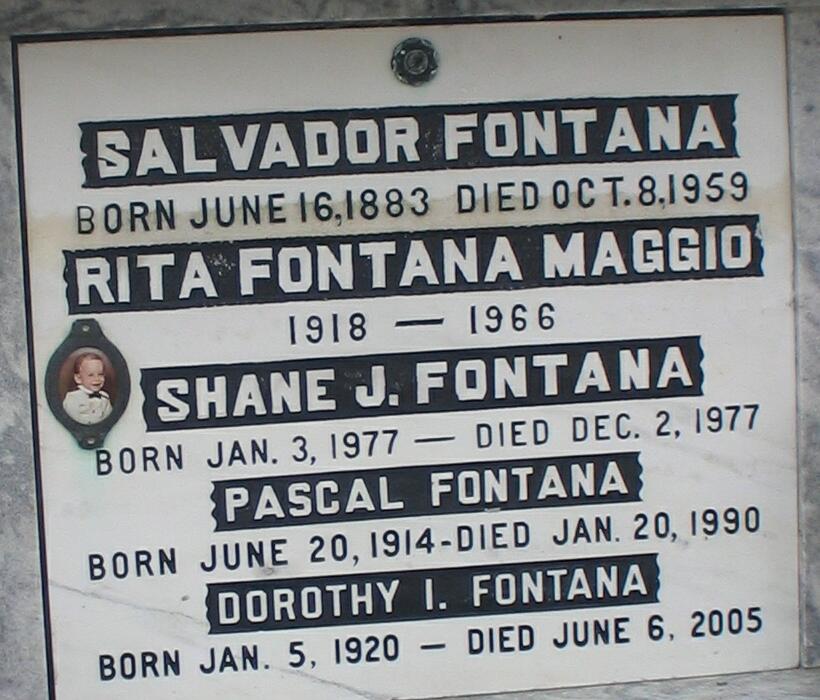 SALVADOR FONTANA
BORN JUNE 16,1883 DIED OCT.8,1959
RITA FONTANA MAGGIO
1918 — 1966
SHANE J. FONTANA
BORN JAN. 3, 1977 — DIED DEC. 2, 1977
PASCAL FONTANA
BORN JUNE 20,1914-DIED JAN. 20, 1990
DOROTHY I. FONTANA
BORN JAN. 5, 1920 — DIED JUNE 6, 2005